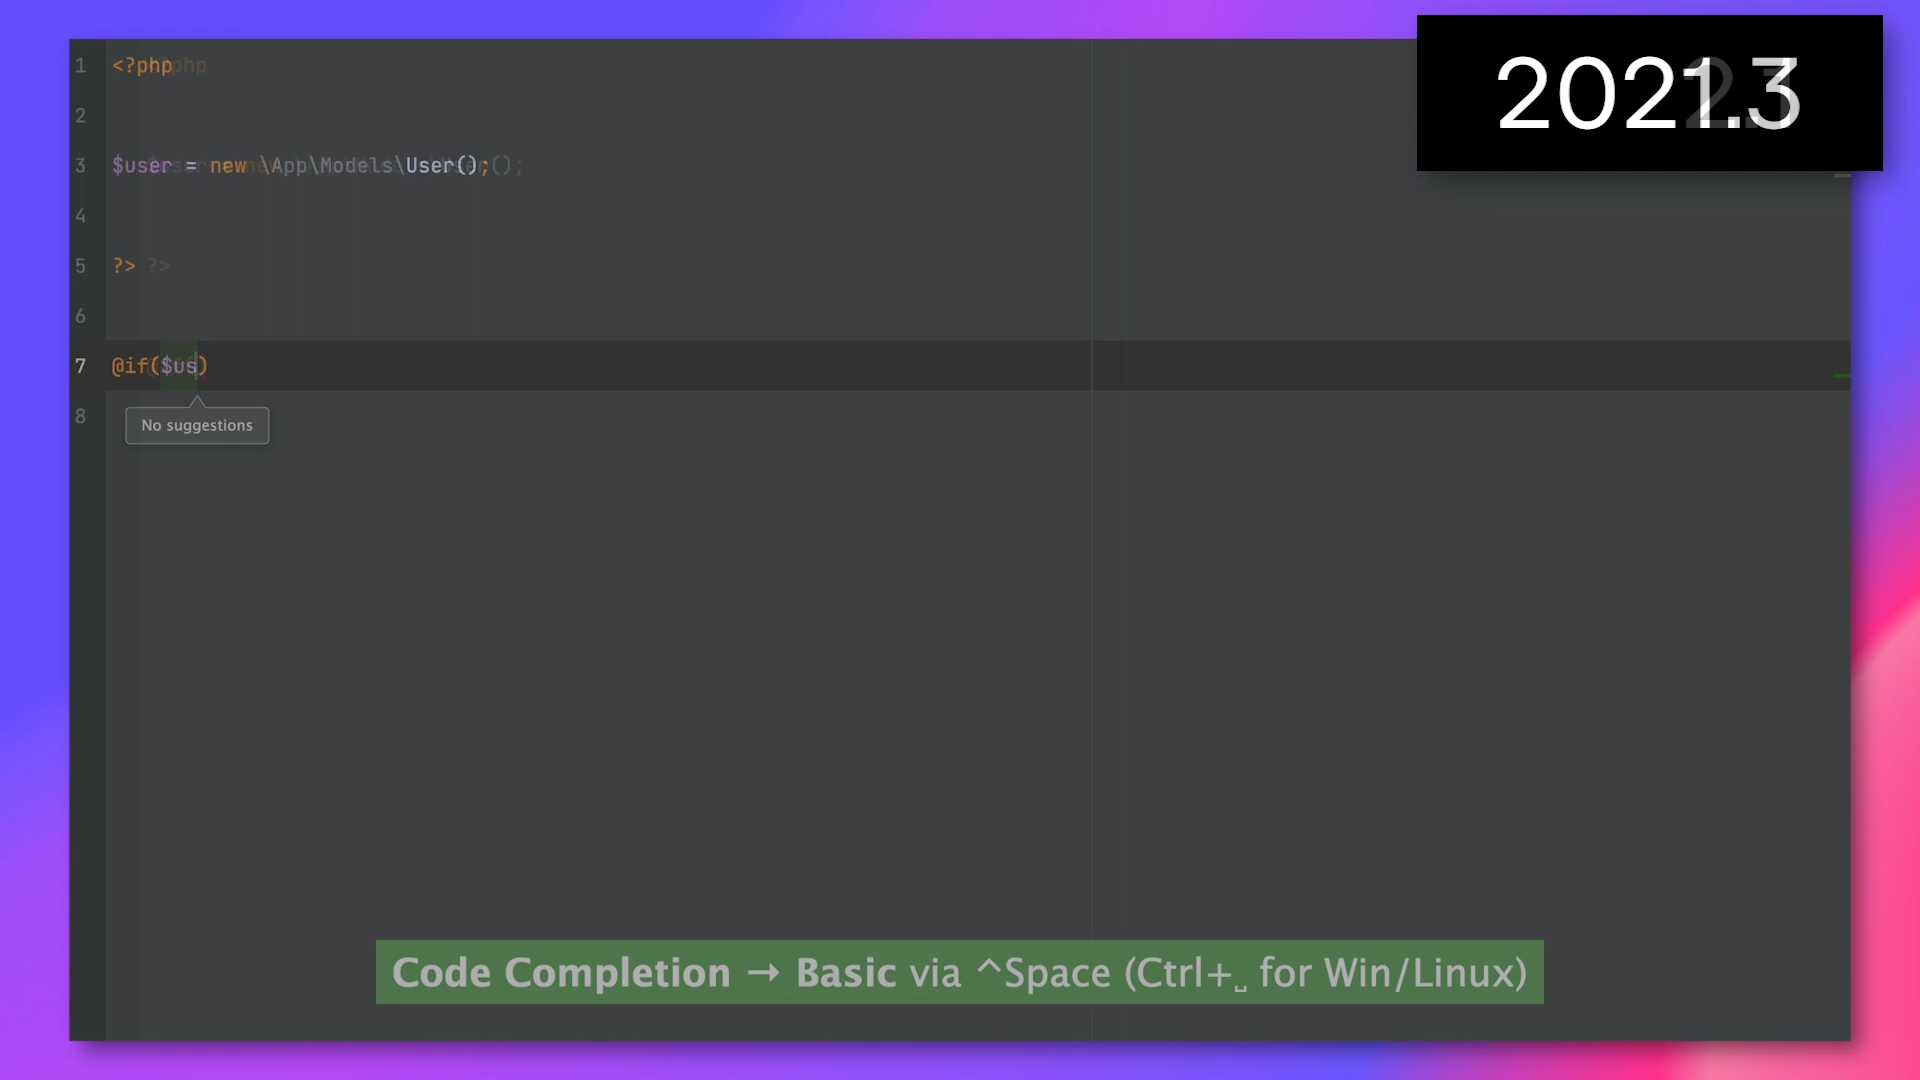 2021.3
1 <?php
2
3 $user = new \App\Models\User();
4
5 ?>
6
7 @if($us)
8
No suggestions
Code Completion → Basic via ^Space (Ctrl+␣ for Win/Linux)